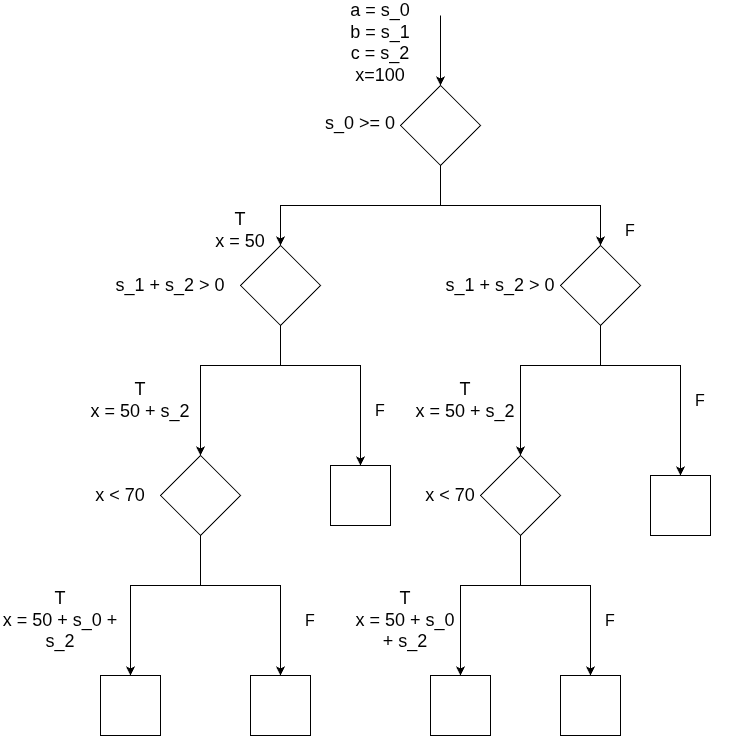 a = s_0
b = s_1
c = s_2
x=100
s_0 >= 0
T
x = 50
F
s_1 + s_2 > 0
s_1 + s_2 > 0
T
x = 50 + s_2
F
T
x = 50 + s_2
F
x < 70
x < 70
T
x = 50 + s_0 +
s_2
F
T
x = 50 + s_0
+ s_2
F